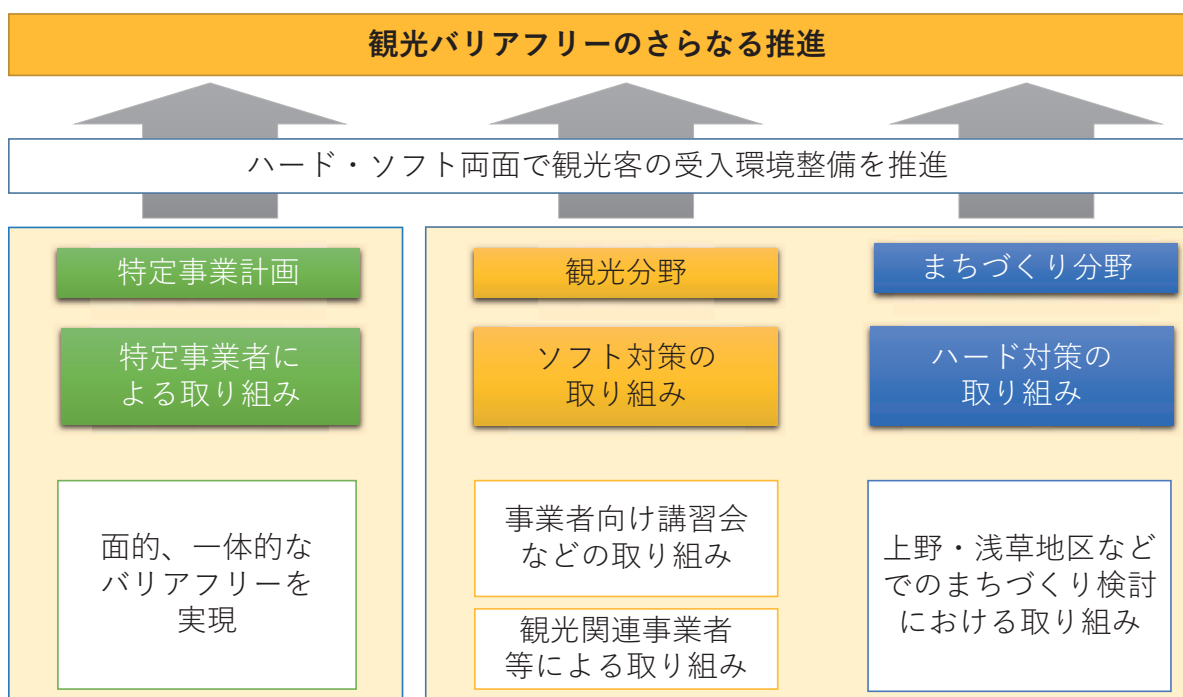 観光バリアフリーのさらなる推進
ハード・ソフト両面で観光客の受入環境整備を推進
特定事業計画
特定事業者に
よる取り組み
面的、一体的な
バリアフリーを
実現
観光分野
ソフト対策の
取り組み
事業者向け講習会
などの取り組み
観光関連事業者
等による取り組み
まちづくり分野
ハード対策の
取り組み
上野・浅草地区など
でのまちづくり検討
における取り組み